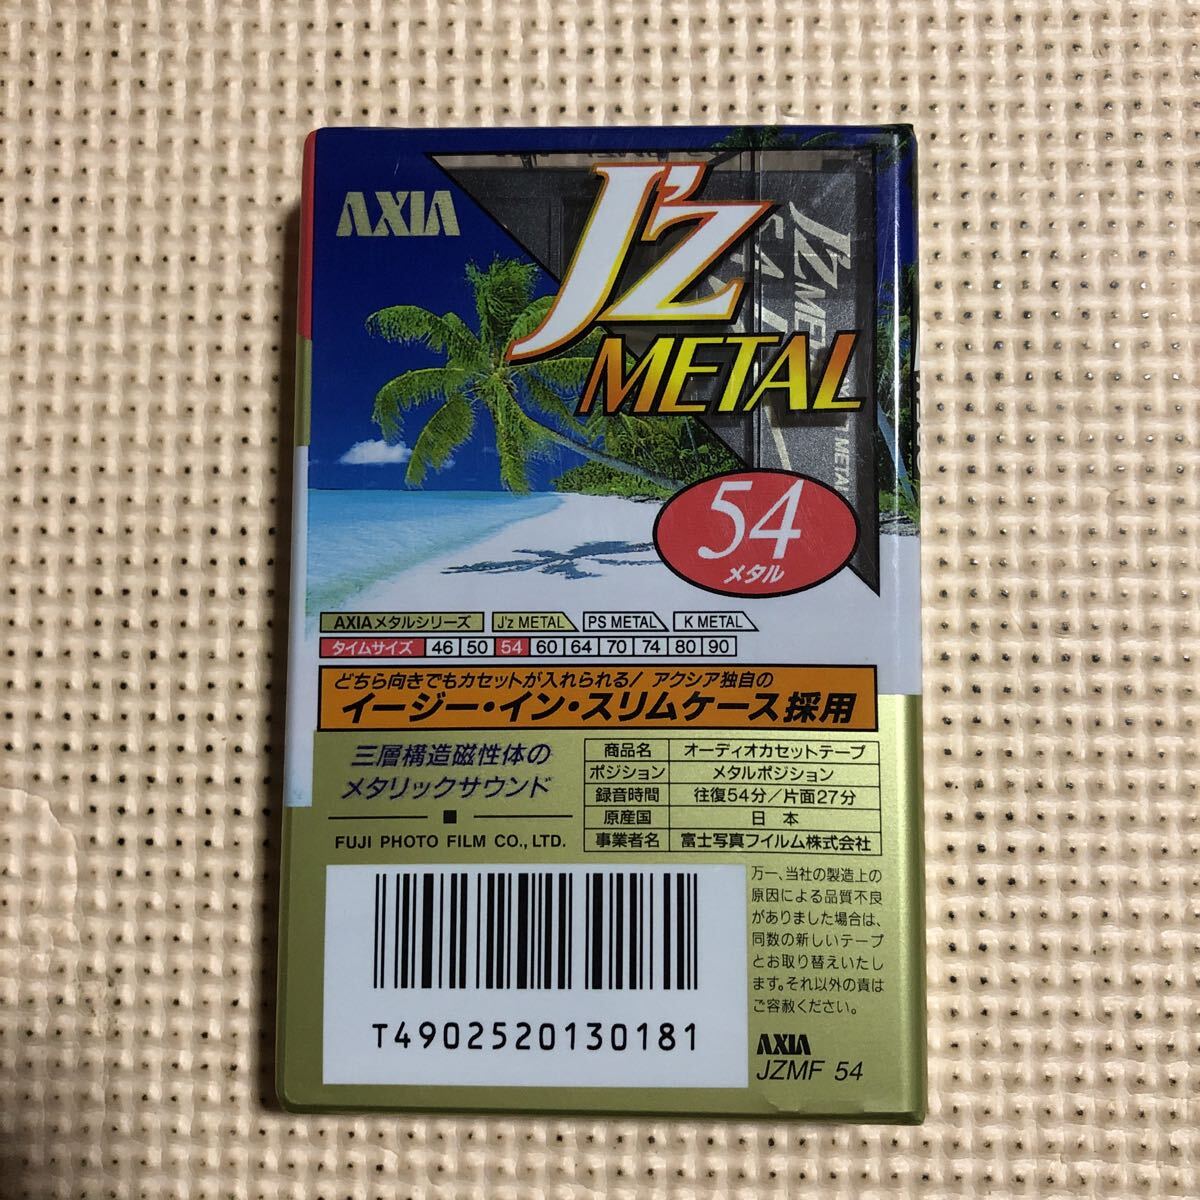 AXIA
J'z
METAL
J'z METAL
54
メタル
AXIAメタルシリーズ J'z METAL PS METAL K METAL
タイムサイズ 46 50 54 60 64 70 74 80 90
どちら向きでもカセットが入れられる! アクシア独自の
イージー・イン・スリムケース採用
三層構造磁性体の
メタリックサウンド
FUJI PHOTO FILM CO., LTD.
商品名 オーディオカセットテープ
ポジション メタルポジション
録音時間 往復54分/片面27分
原産国 日本
事業者名 富士写真フイルム株式会社
万一、当社の製造上の
原因による品質不良
がありました場合は、
同数の新しいテープ
とお取り替えいたし
ます。それ以外の責は
ご容赦ください。
T4902520130181
AXIA
JZMF 54